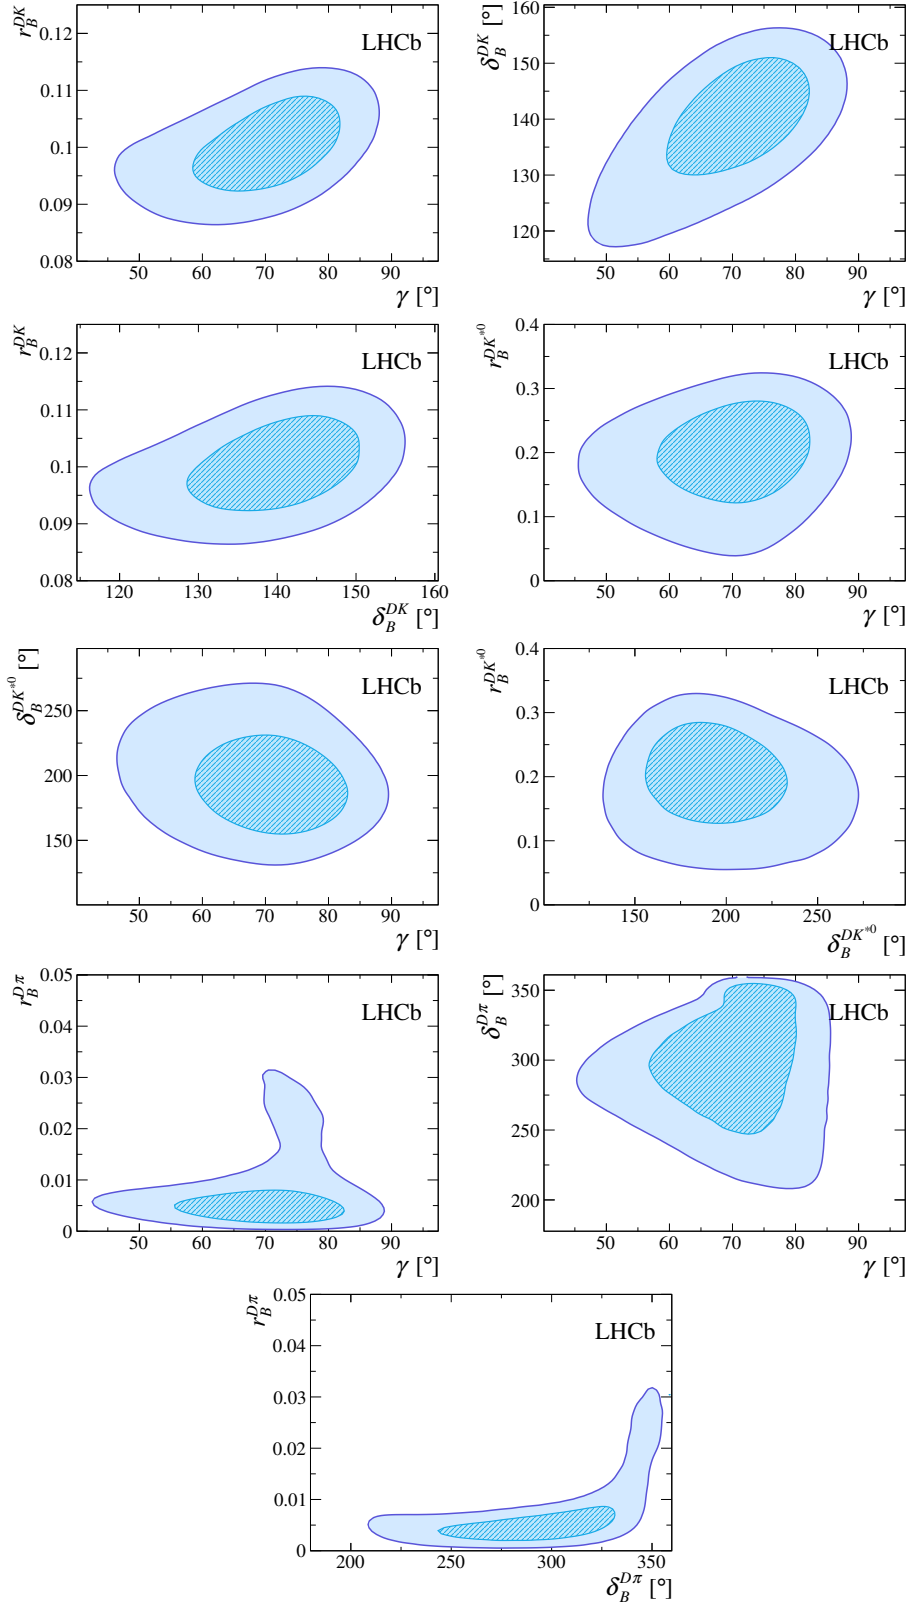 r_B^{DK}
0.12
0.11
0.1
0.09
0.08
LHCb
50 60 70 80 90
γ [°]
δ_B^{DK} [°]
160
150
140
130
120
LHCb
50 60 70 80 90
γ [°]
r_B^{DK}
0.12
0.11
0.1
0.09
0.08
LHCb
120 130 140 150 160
δ_B^{DK} [°]
r_B^{DK*0}
0.4
0.3
0.2
0.1
0
LHCb
50 60 70 80 90
γ [°]
δ_B^{DK*0} [°]
250
200
150
LHCb
50 60 70 80 90
γ [°]
r_B^{DK*0}
0.4
0.3
0.2
0.1
0
LHCb
150 200 250
δ_B^{DK*0} [°]
r_B^{Dπ}
0.05
0.04
0.03
0.02
0.01
0
LHCb
50 60 70 80 90
γ [°]
δ_B^{Dπ} [°]
350
300
250
200
LHCb
50 60 70 80 90
γ [°]
r_B^{Dπ}
0.05
0.04
0.03
0.02
0.01
0
LHCb
200 250 300 350
δ_B^{Dπ} [°]